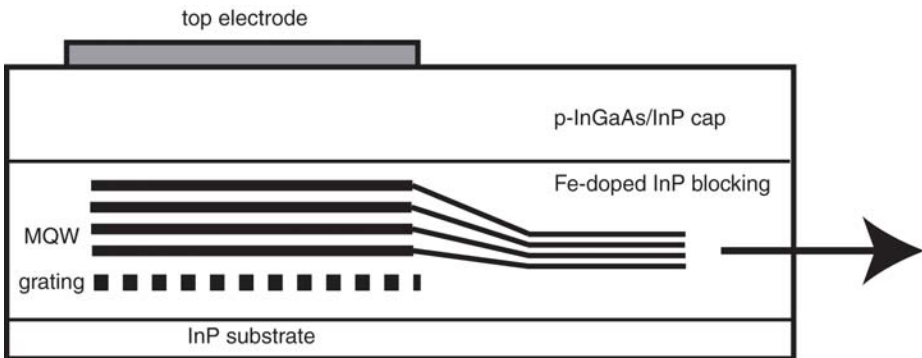 top electrode
p-InGaAs/InP cap
Fe-doped InP blocking
MQW
grating
InP substrate